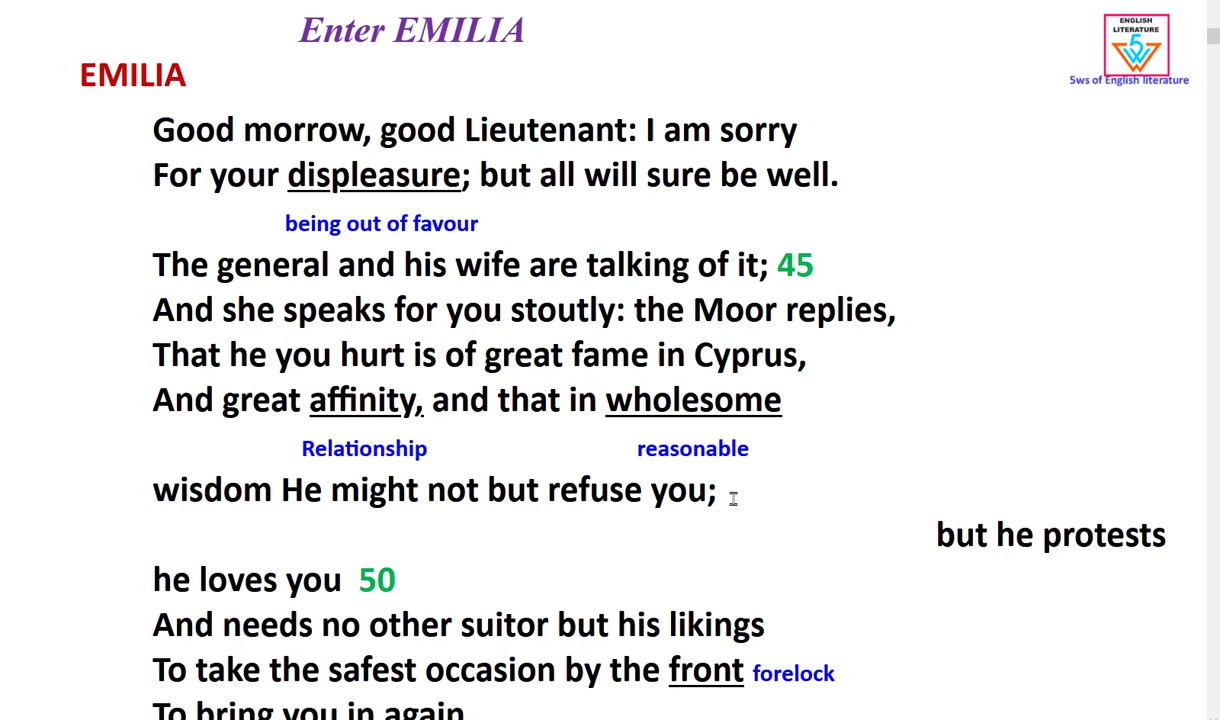 Enter EMILIA
ENGLISH
LITERATURE
5
W
5ws of English literature
EMILIA
Good morrow, good Lieutenant: I am sorry
For your displeasure; but all will sure be well.
being out of favour
The general and his wife are talking of it; 45
And she speaks for you stoutly: the Moor replies,
That he you hurt is of great fame in Cyprus,
And great affinity, and that in wholesome
Relationship reasonable
wisdom He might not but refuse you;
but he protests
he loves you 50
And needs no other suitor but his likings
To take the safest occasion by the front forelock
To bring you in again